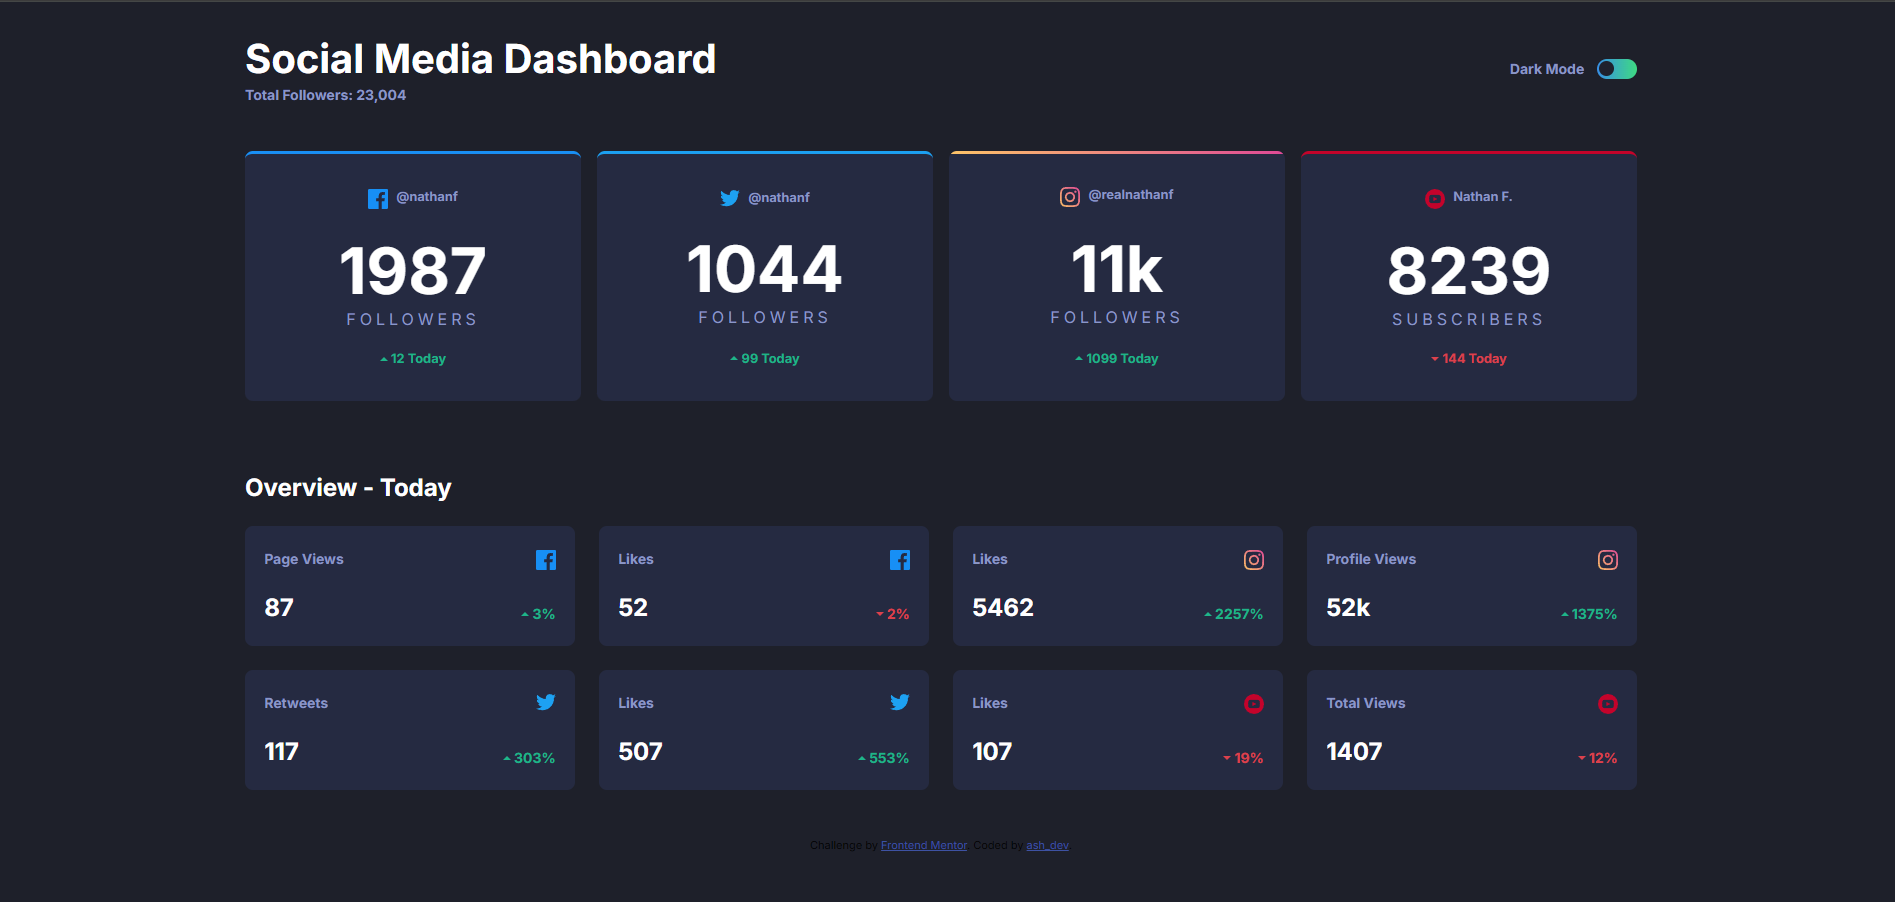 Social Media Dashboard
Total Followers: 23,004
Dark Mode
@nathanf
1987
FOLLOWERS
12 Today
@nathanf
1044
FOLLOWERS
99 Today
@realnathanf
11k
FOLLOWERS
1099 Today
Nathan F.
8239
SUBSCRIBERS
144 Today
Overview - Today
Page Views
87
3%
Likes
52
2%
Likes
5462
2257%
Profile Views
52k
1375%
Retweets
117
303%
Likes
507
553%
Likes
107
19%
Total Views
1407
12%
Challenge by Frontend Mentor. Coded by ash_dev.